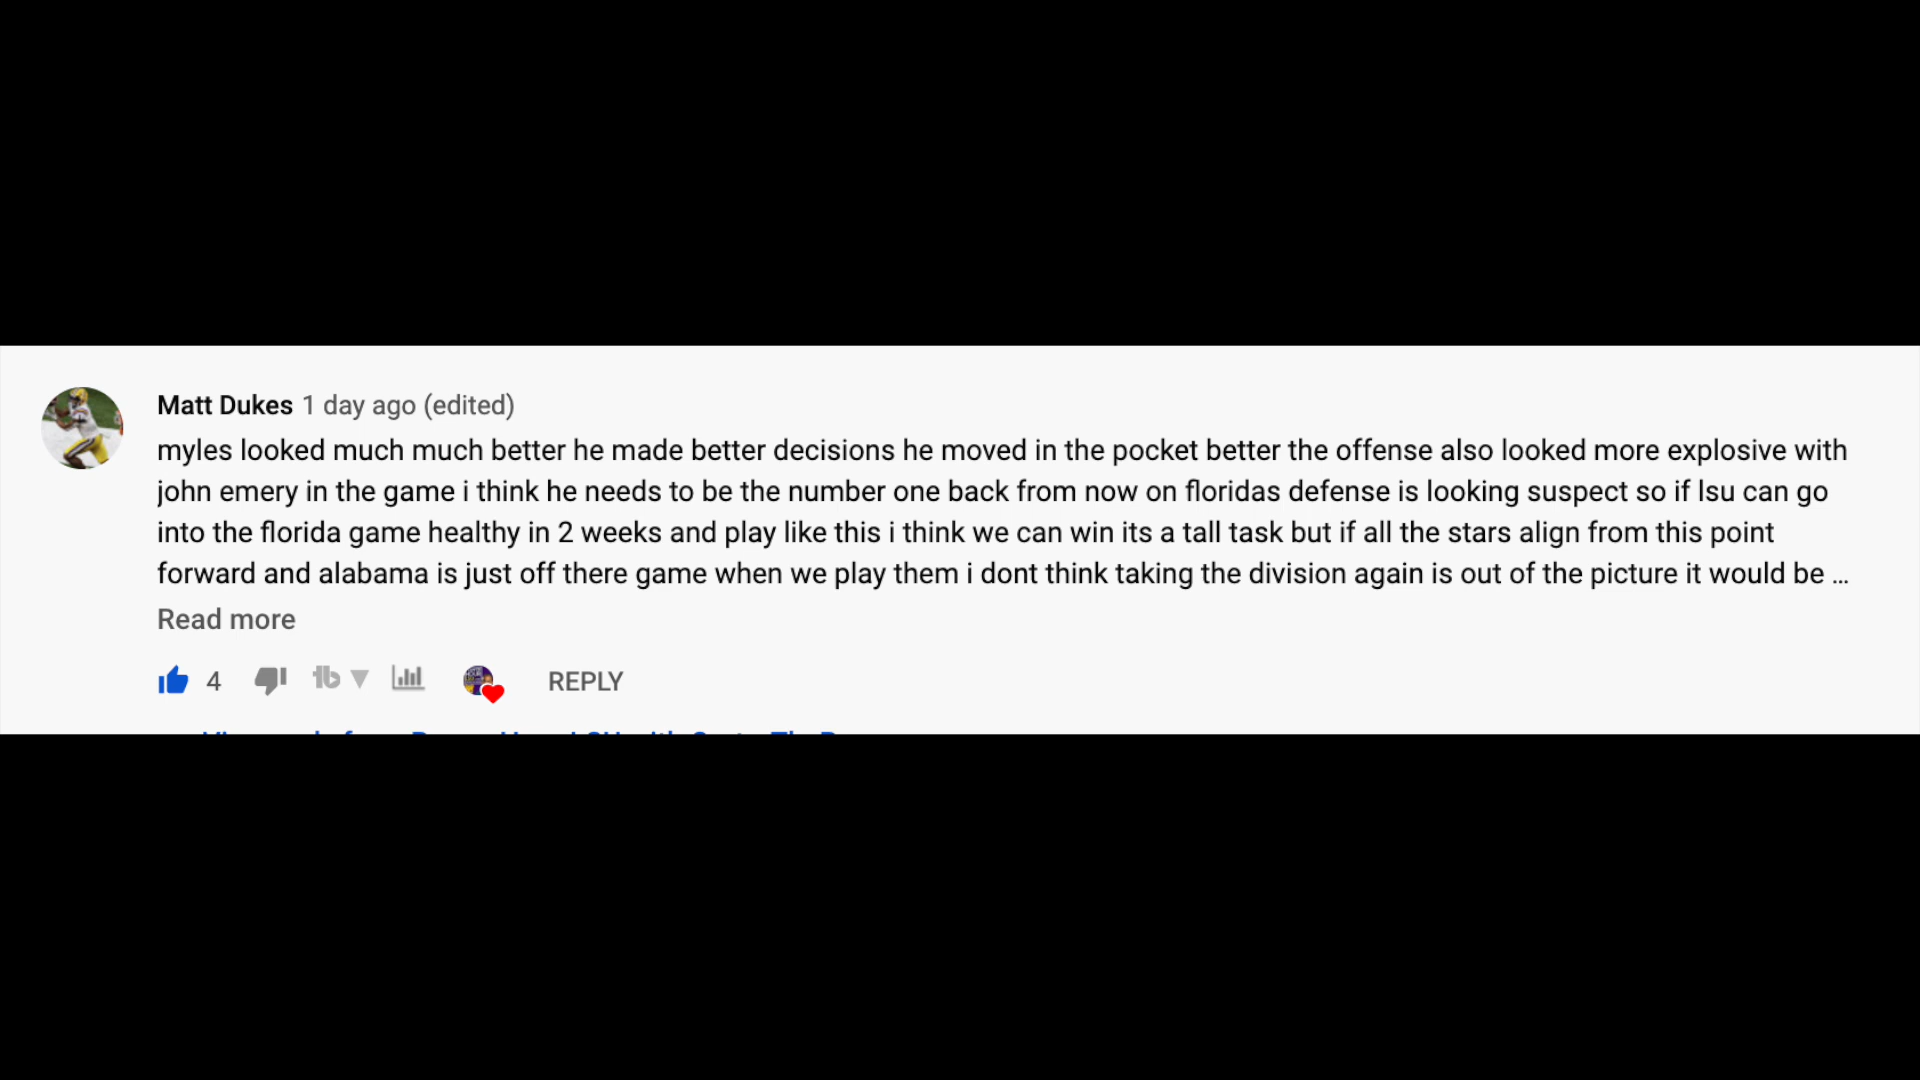 Matt Dukes 1 day ago (edited)
myles looked much much better he made better decisions he moved in the pocket better the offense also looked more explosive with
john emery in the game i think he needs to be the number one back from now on floridas defense is looking suspect so if lsu can go
into the florida game healthy in 2 weeks and play like this i think we can win its a tall task but if all the stars align from this point
forward and alabama is just off there game when we play them i dont think taking the division again is out of the picture it would be ...
Read more
4 REPLY